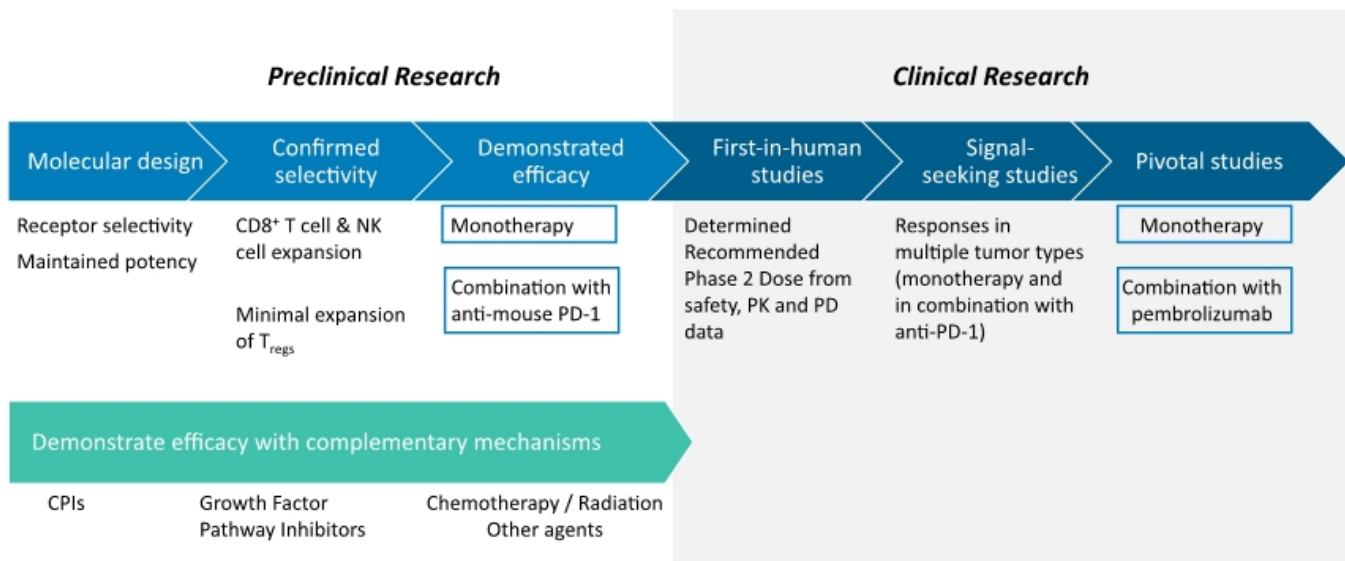 Preclinical Research
Clinical Research
Molecular design
Confirmed
selectivity
Demonstrated
efficacy
First-in-human
studies
Signal-
seeking studies
Pivotal studies
Receptor selectivity
Maintained potency
CD8⁺ T cell & NK
cell expansion
Minimal expansion
of Tregs
Monotherapy
Combination with
anti-mouse PD-1
Determined
Recommended
Phase 2 Dose from
safety, PK and PD
data
Responses in
multiple tumor types
(monotherapy and
in combination with
anti-PD-1)
Monotherapy
Combination with
pembrolizumab
Demonstrate efficacy with complementary mechanisms
CPIs
Growth Factor
Pathway Inhibitors
Chemotherapy / Radiation
Other agents